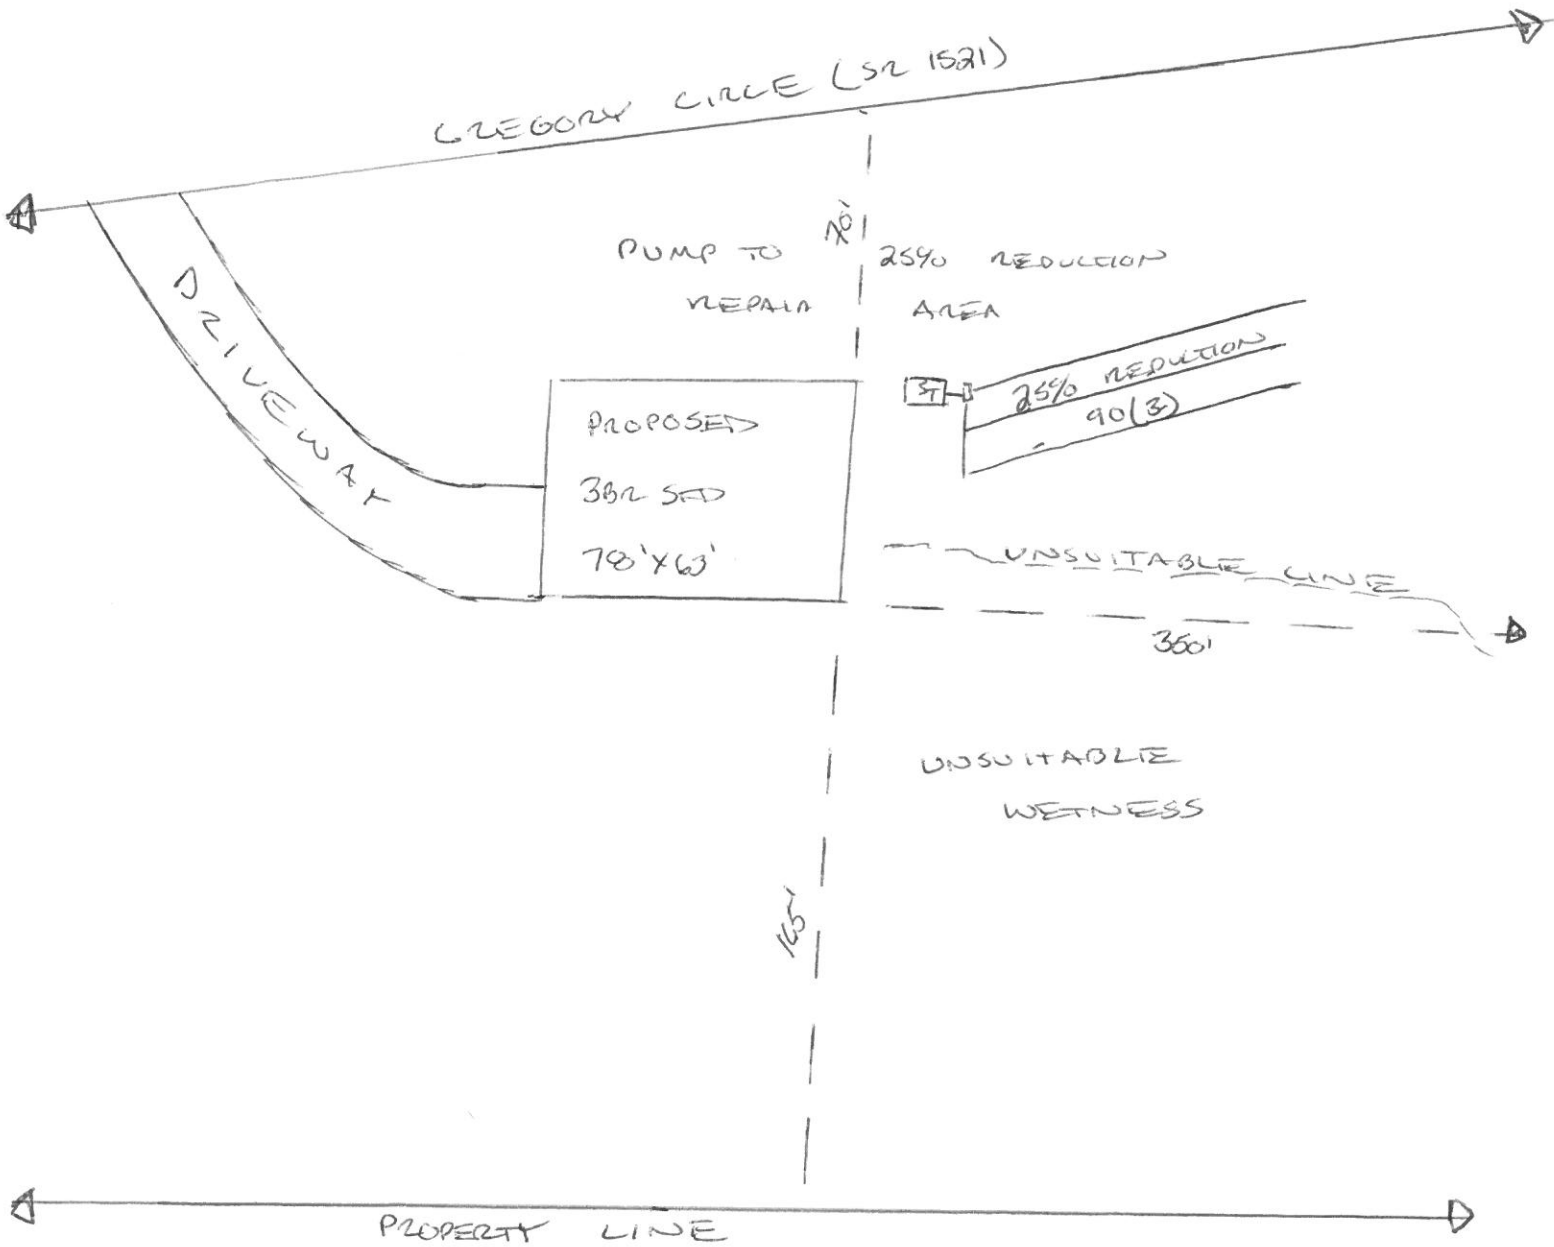 GREGORY CIRCLE (SR 1521)
70'
PUMP TO 25% REDUCTION
REPAIR AREA
DRIVEWAY
ST
25% REDUCTION
90(3)
PROPOSED
3BR SFD
78'X63'
UNSUITABLE LINE
350'
UNSUITABLE
WETNESS
165'
PROPERTY LINE